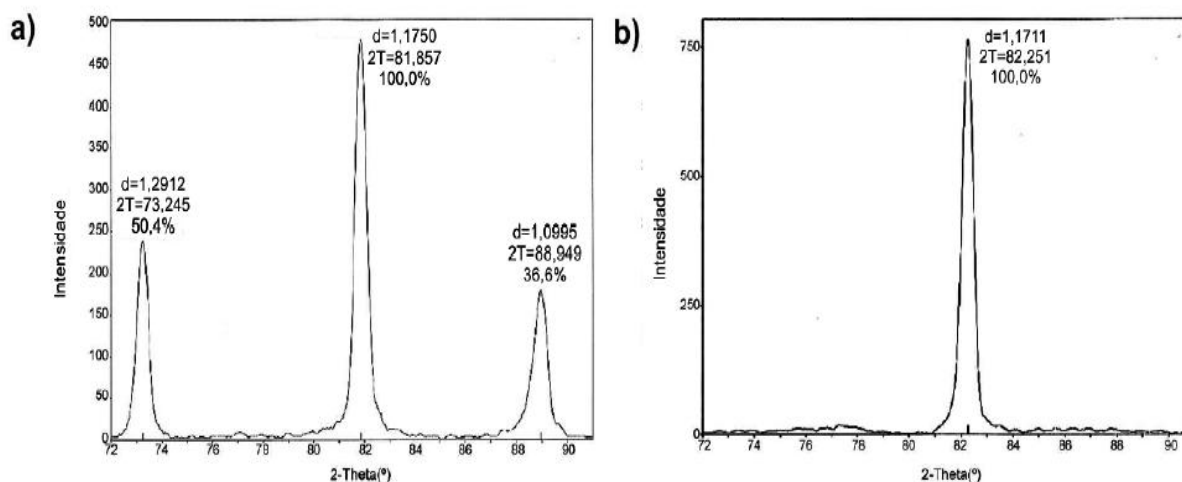 a)
500
450
400
350
300
250
200
150
100
50
0
Intensidade
d=1,2912
2T=73,245
50,4%
d=1,1750
2T=81,857
100,0%
d=1,0995
2T=88,949
36,6%
72 74 76 78 80 82 84 86 88 90
2-Theta(º)
b)
750
500
250
0
Intensidade
d=1,1711
2T=82,251
100,0%
72 74 76 78 80 82 84 86 88 90
2-Theta(º)